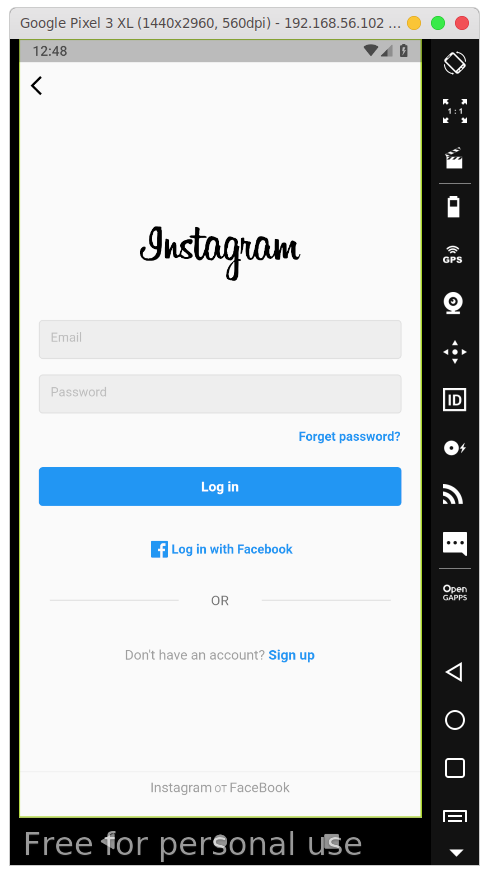 Google Pixel 3 XL (1440x2960, 560dpi) - 192.168.56.102 ...
12:48
1 : 1
Instagram
GPS
Email
Password
ID
Forget password?
Log in
Log in with Facebook
OR
Open
GAPPS
Don't have an account? Sign up
Instagram от FaceBook
Free for personal use